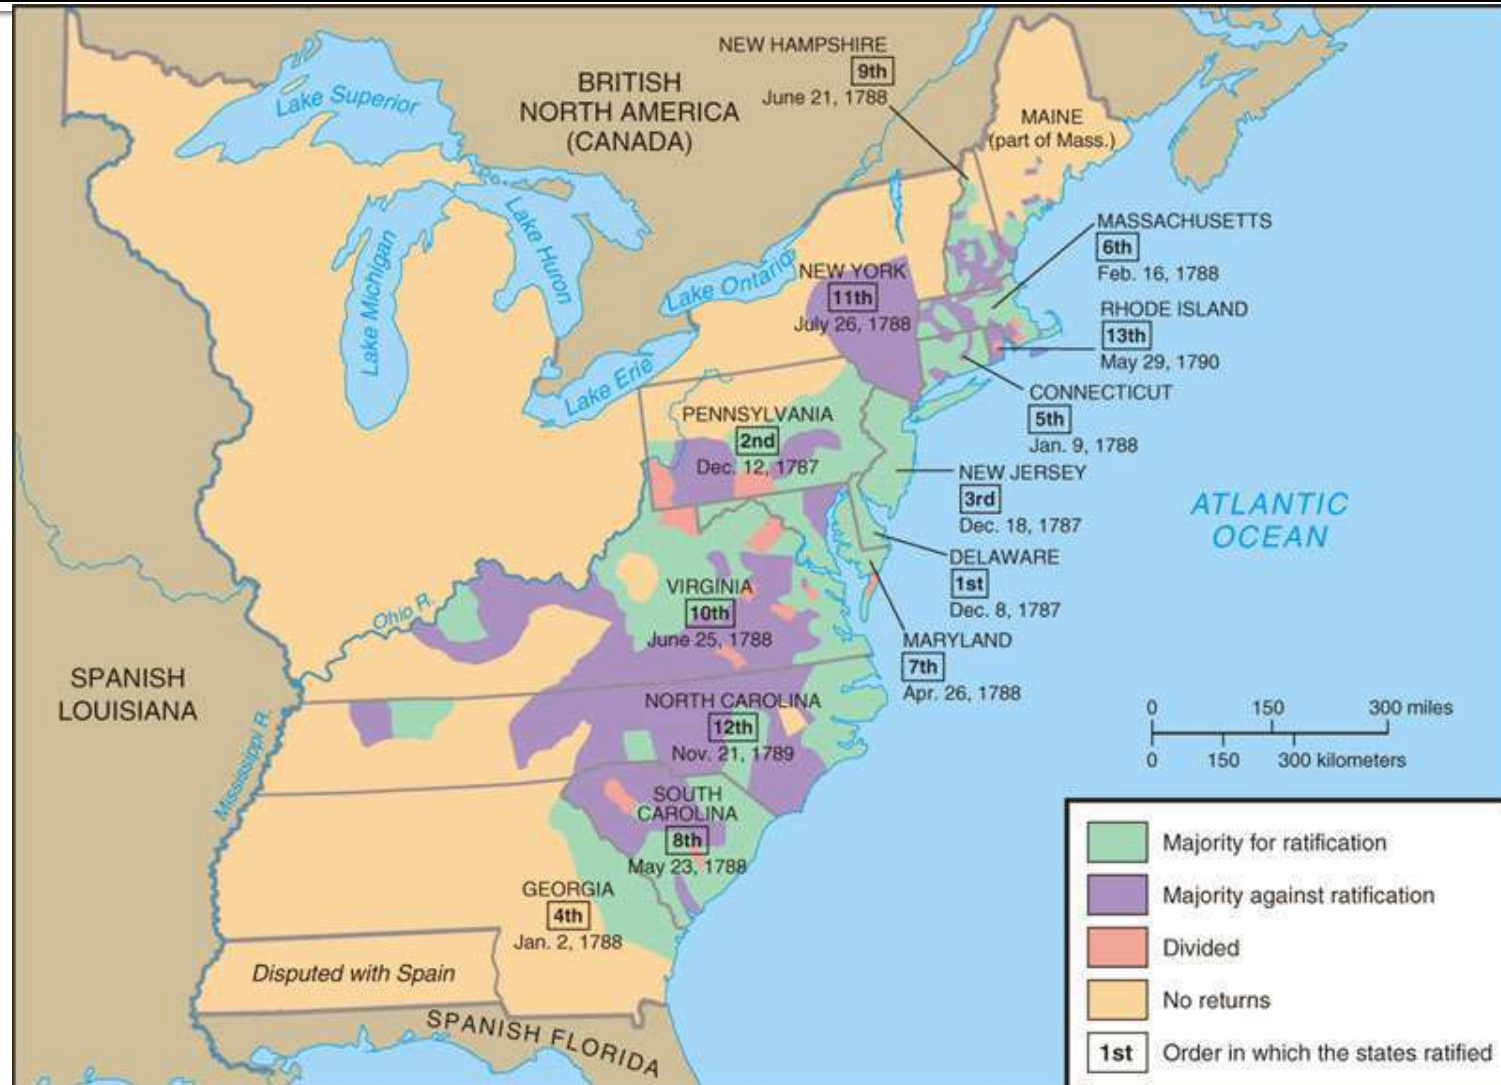 NEW HAMPSHIRE
9th
June 21, 1788
BRITISH
NORTH AMERICA
(CANADA)
Lake Superior
MAINE
(part of Mass.)
Lake Michigan
Lake Huron
Lake Ontario
Lake Erie
MASSACHUSETTS
6th
Feb. 16, 1788
NEW YORK
11th
July 26, 1788
RHODE ISLAND
13th
May 29, 1790
CONNECTICUT
5th
Jan. 9, 1788
PENNSYLVANIA
2nd
Dec. 12, 1787
NEW JERSEY
3rd
Dec. 18, 1787
ATLANTIC
OCEAN
DELAWARE
1st
Dec. 8, 1787
VIRGINIA
10th
June 25, 1788
Ohio R.
MARYLAND
7th
Apr. 26, 1788
SPANISH
LOUISIANA
Mississippi R.
NORTH CAROLINA
12th
Nov. 21, 1789
0 150 300 miles
0 150 300 kilometers
SOUTH
CAROLINA
8th
May 23, 1788
GEORGIA
4th
Jan. 2, 1788
Disputed with Spain
SPANISH FLORIDA
Majority for ratification
Majority against ratification
Divided
No returns
1st Order in which the states ratified